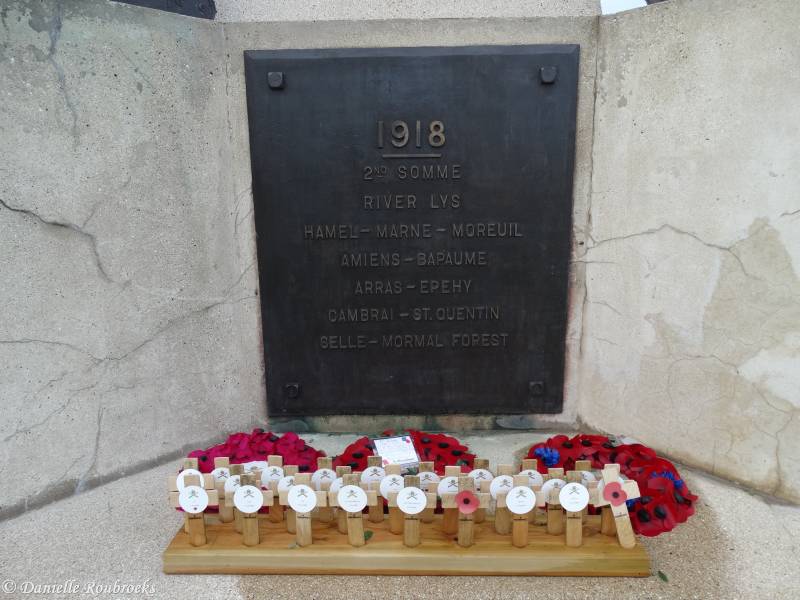 1918
2ND SOMME
RIVER LYS
HAMEL-MARNE-MOREUIL
AMIENS-BAPAUME
ARRAS-EPEHY
CAMBRAI-ST. QUENTIN
SELLE-MORMAL FOREST
© Danielle Roubroeks